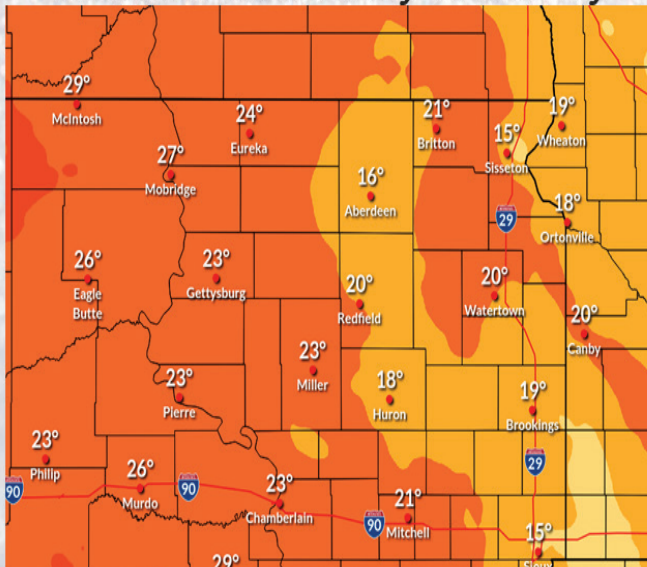 29°
McIntosh
24°
Eureka
21°
Britton
19°
Wheaton
15°
Sisseton
27°
Mobridge
16°
Aberdeen
18°
Ortonville
29
26°
Eagle
Butte
23°
Gettysburg
20°
Redfield
20°
Watertown
20°
Canby
23°
Miller
23°
Pierre
18°
Huron
19°
Brookings
23°
Philip
29
26°
Murdo
90
90
23°
Chamberlain
90
21°
Mitchell
15°
Sioux
29°